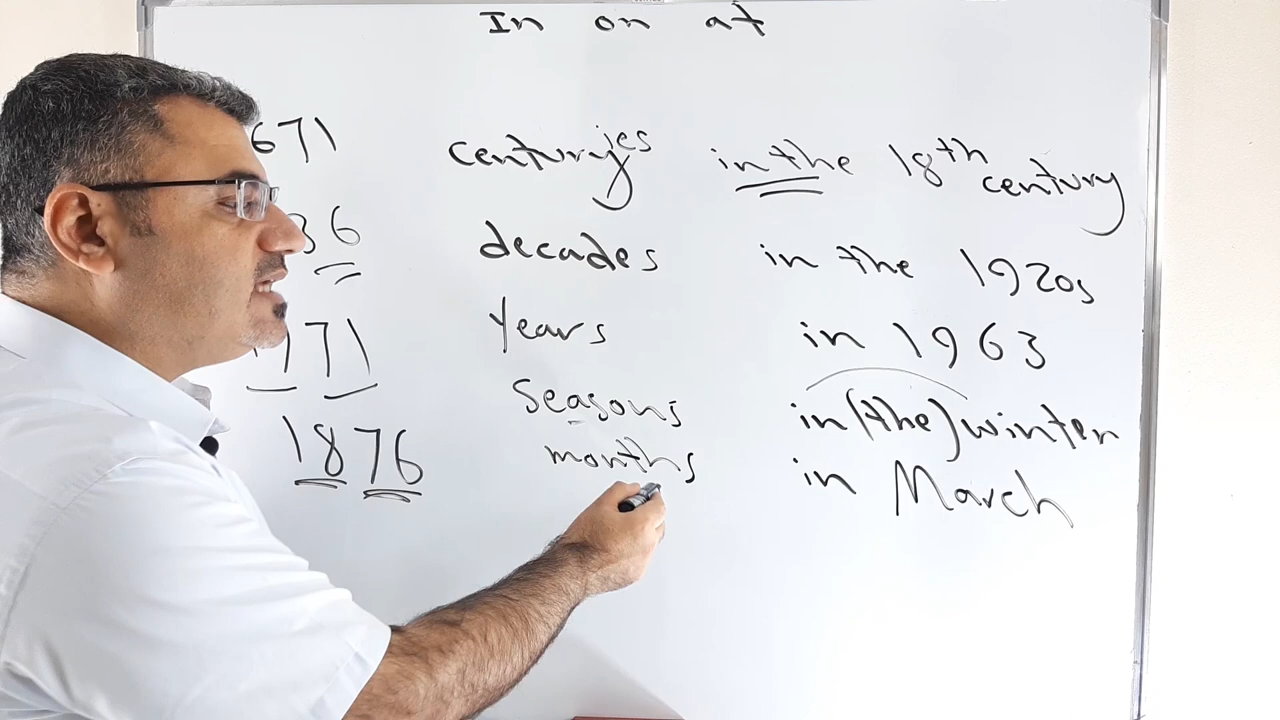 In on at
671
centuries in the 18th century
36
decades in the 1920s
years in 1963
71
seasons in (the) winter
1876
months in March